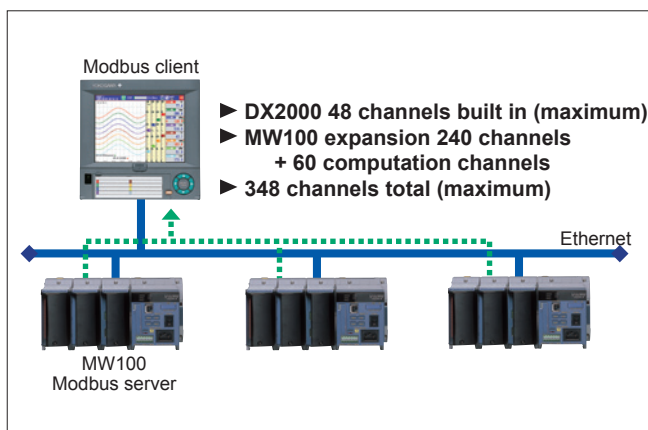 Modbus client
► DX2000 48 channels built in (maximum)
► MW100 expansion 240 channels
+ 60 computation channels
► 348 channels total (maximum)
Ethernet
MW100
Modbus server